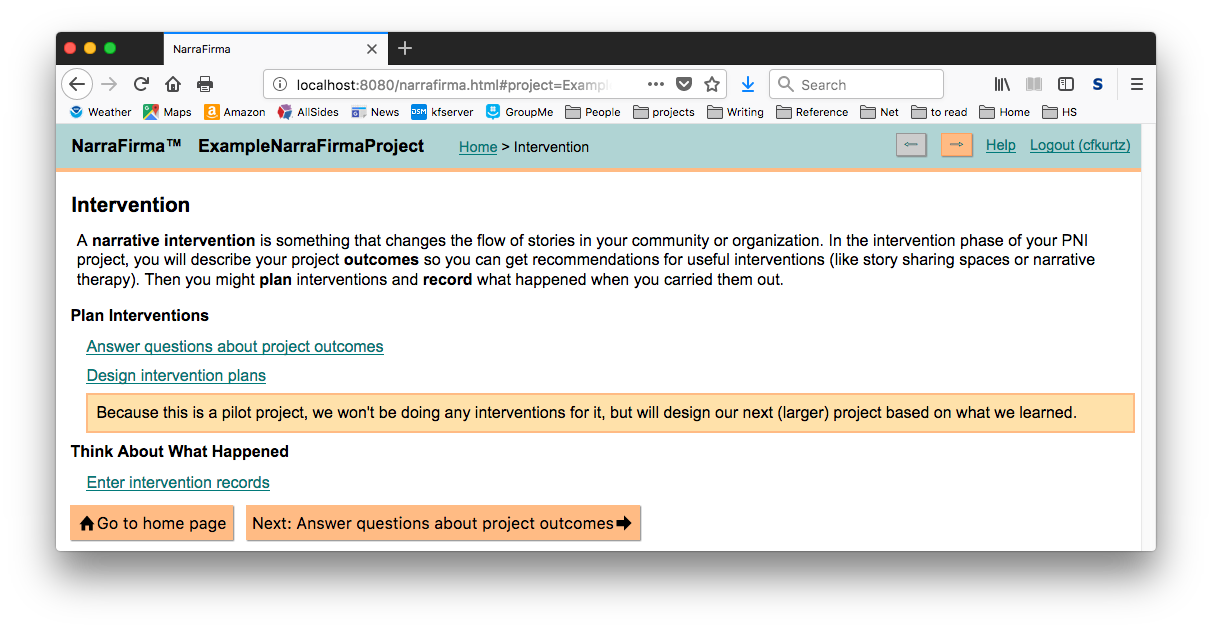 NarraFirma
localhost:8080/narrafirma.html#project=Exampl
Search
S
Weather Maps a Amazon AllSides News DSM kfserver GroupMe People projects Writing Reference Net to read Home HS
NarraFirma™ ExampleNarraFirmaProject Home > Intervention Help Logout (cfkurtz)
Intervention
A narrative intervention is something that changes the flow of stories in your community or organization. In the intervention phase of your PNI
project, you will describe your project outcomes so you can get recommendations for useful interventions (like story sharing spaces or narrative
therapy). Then you might plan interventions and record what happened when you carried them out.
Plan Interventions
Answer questions about project outcomes
Design intervention plans
Because this is a pilot project, we won't be doing any interventions for it, but will design our next (larger) project based on what we learned.
Think About What Happened
Enter intervention records
Go to home page Next: Answer questions about project outcomes